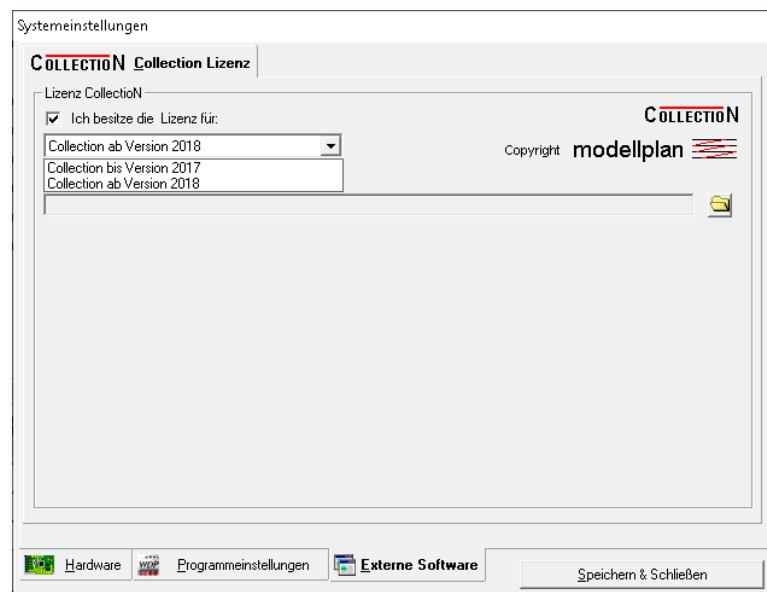 Systemeinstellungen
COLLECTION Collection Lizenz
Lizenz CollectioN
Ich besitze die Lizenz für:
COLLECTION
Collection ab Version 2018
Copyright modellplan
Collection bis Version 2017
Collection ab Version 2018
Hardware
WDP
Programmeinstellungen
Externe Software
Speichern & Schließen